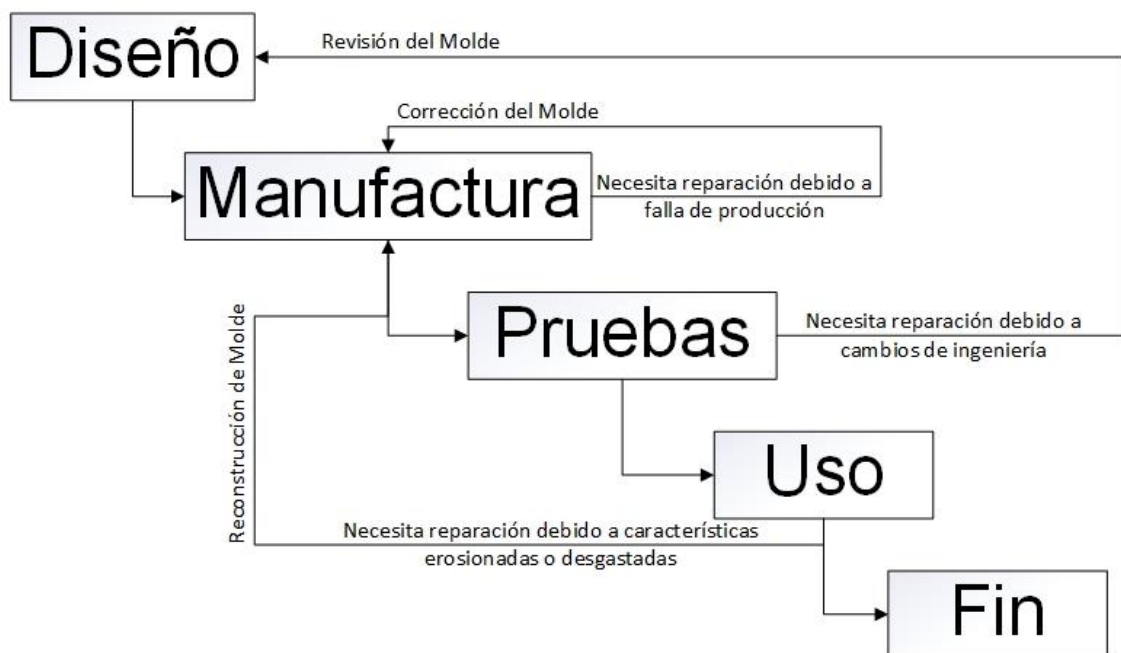 Diseño
Revisión del Molde
Corrección del Molde
Manufactura
Necesita reparación debido a
falla de producción
Reconstrucción de Molde
Pruebas
Necesita reparación debido a
cambios de ingeniería
Uso
Necesita reparación debido a características
erosionadas o desgastadas
Fin